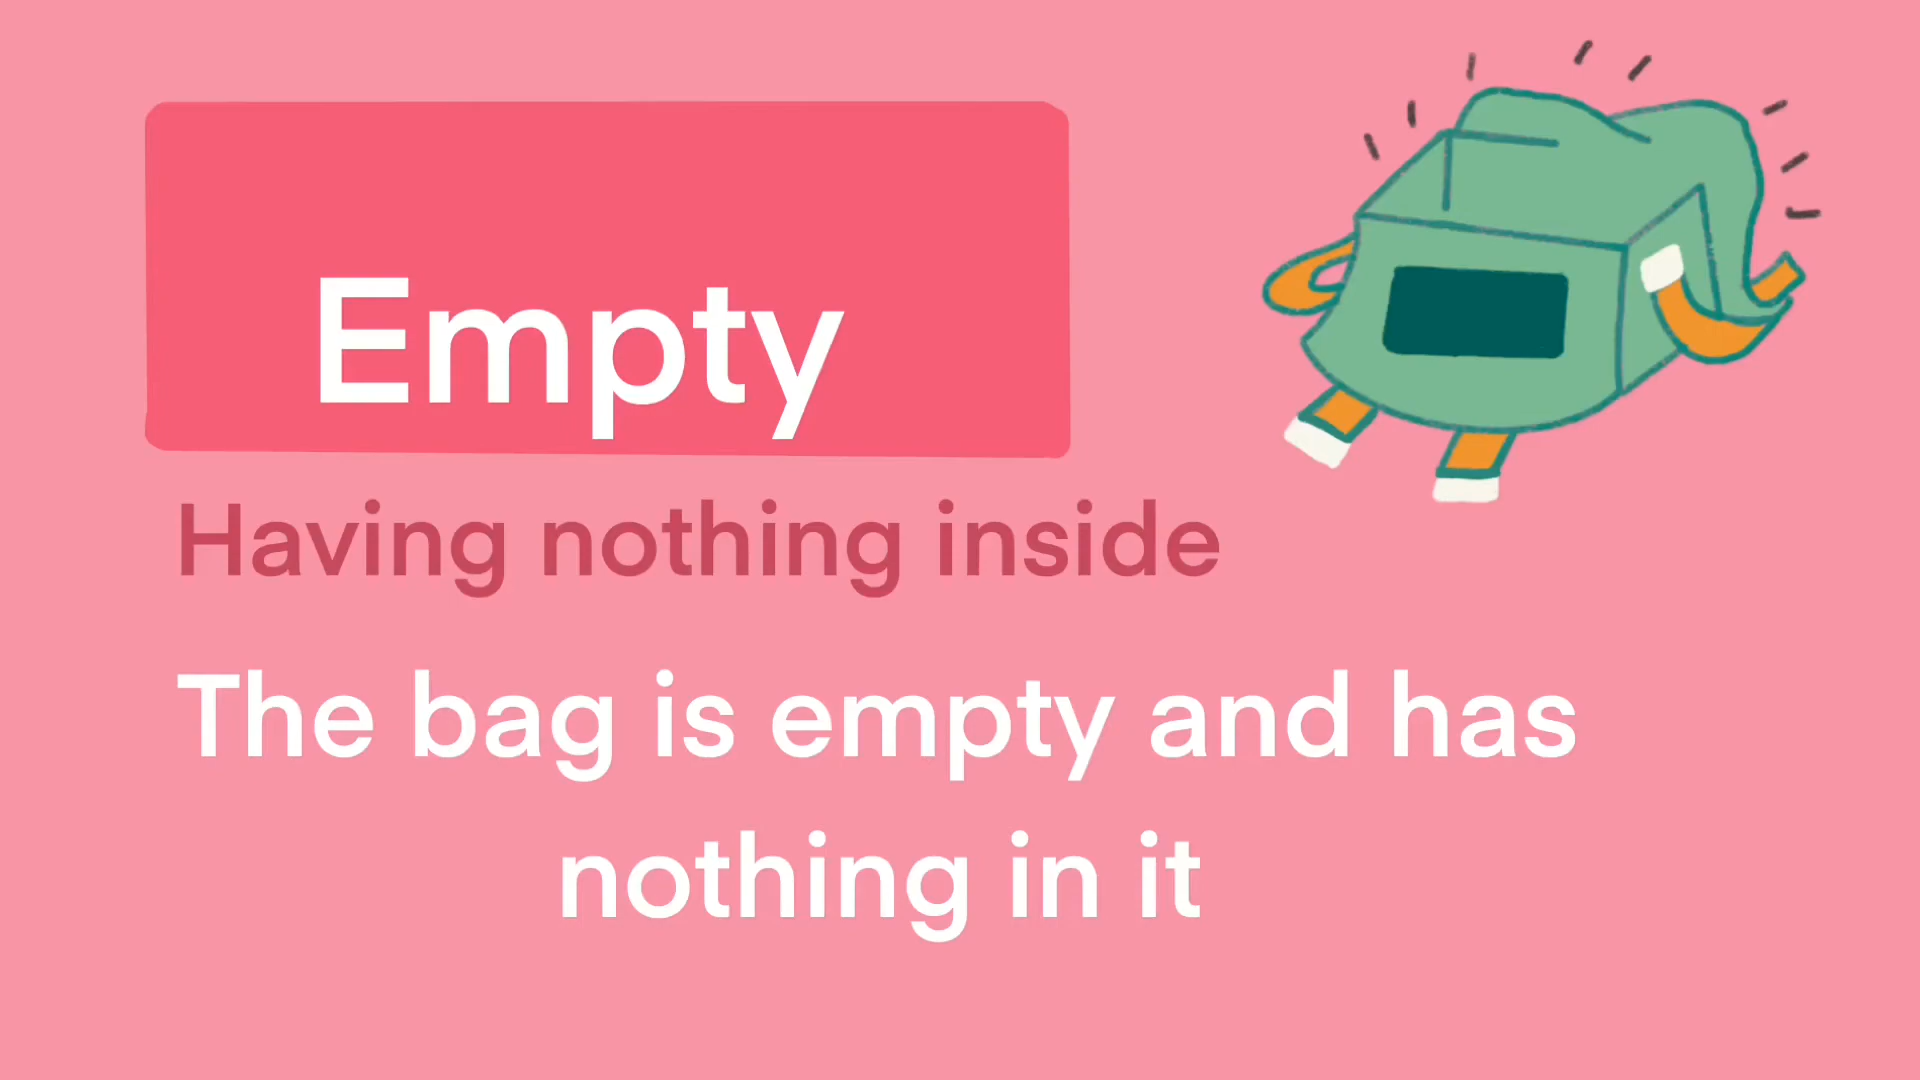 Empty
Having nothing inside
The bag is empty and has
nothing in it